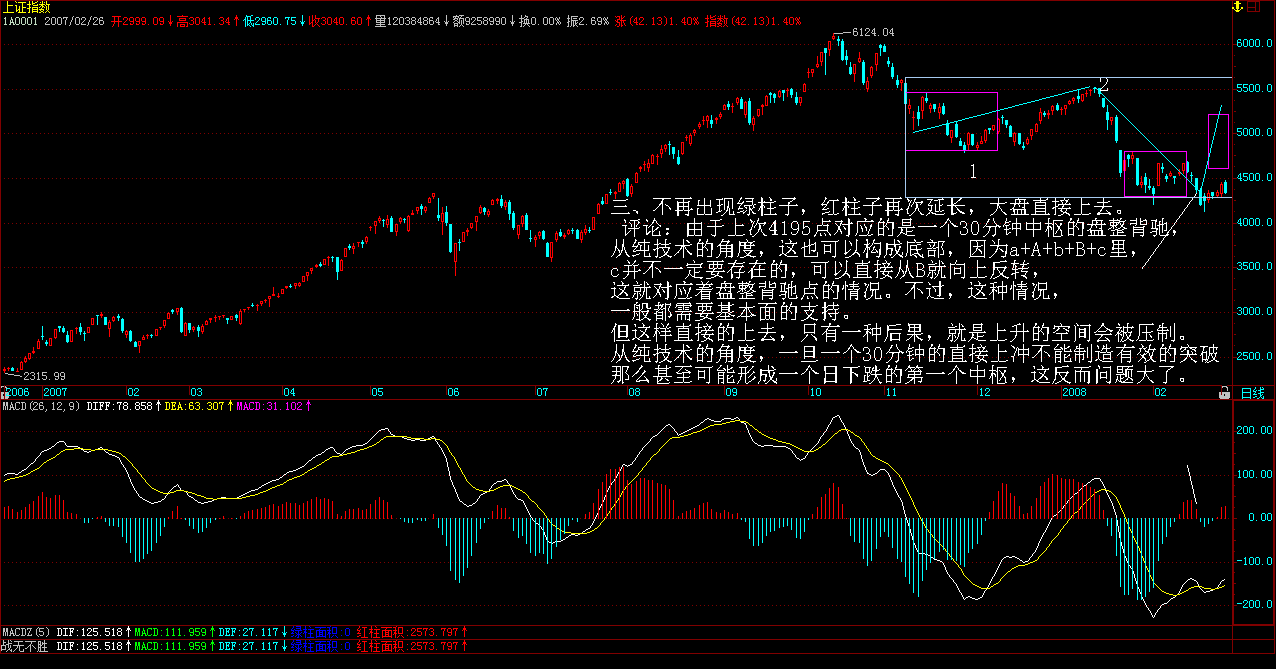 上证指数
1A0001 2007/02/26 开2999.09↓高3041.34↑低2960.75↓收3040.60↑量120384864↓额9258990↓换0.00% 振2.69% 涨(42.13)1.40% 指数(42.13)1.40%
6124.04
6000.0
5500.0
2
5000.0
1
4500.0
三、不再出现绿柱子，红柱子再次延长，大盘直接上去。
4000.0
评论：由于上次4195点对应的是一个30分钟中枢的盘整背驰，
从纯技术的角度，这也可以构成底部，因为a+A+b+B+c里，
3500.0
c并不一定要存在的，可以直接从B就向上反转，
这就对应着盘整背驰点的情况。不过，这种情况，
3000.0
一般都需要基本面的支持。
但这样直接的上去，只有一种后果，就是上升的空间会被压制。
从纯技术的角度，一旦一个30分钟的直接上冲不能制造有效的突破
2500.0
那么甚至可能形成一个日下跌的第一个中枢，这反而问题大了。
2315.99
2006 2007 02 03 04 05 06 07 08 09 10 11 12 2008 02 日线
MACD(26,12,9) DIFF:78.858↑DEA:63.307↑MACD:31.102↑
200.00
100.00
0.00
-100.0
-200.0
MACDZ(5) DIF:125.518↑MACD:111.959↑DEF:27.117↓绿柱面积 0 红柱面积:2573.797↑
战无不胜 DIF:125.518↑MACD:111.959↑DEF:27.117↓绿柱面积 0 红柱面积:2573.797↑